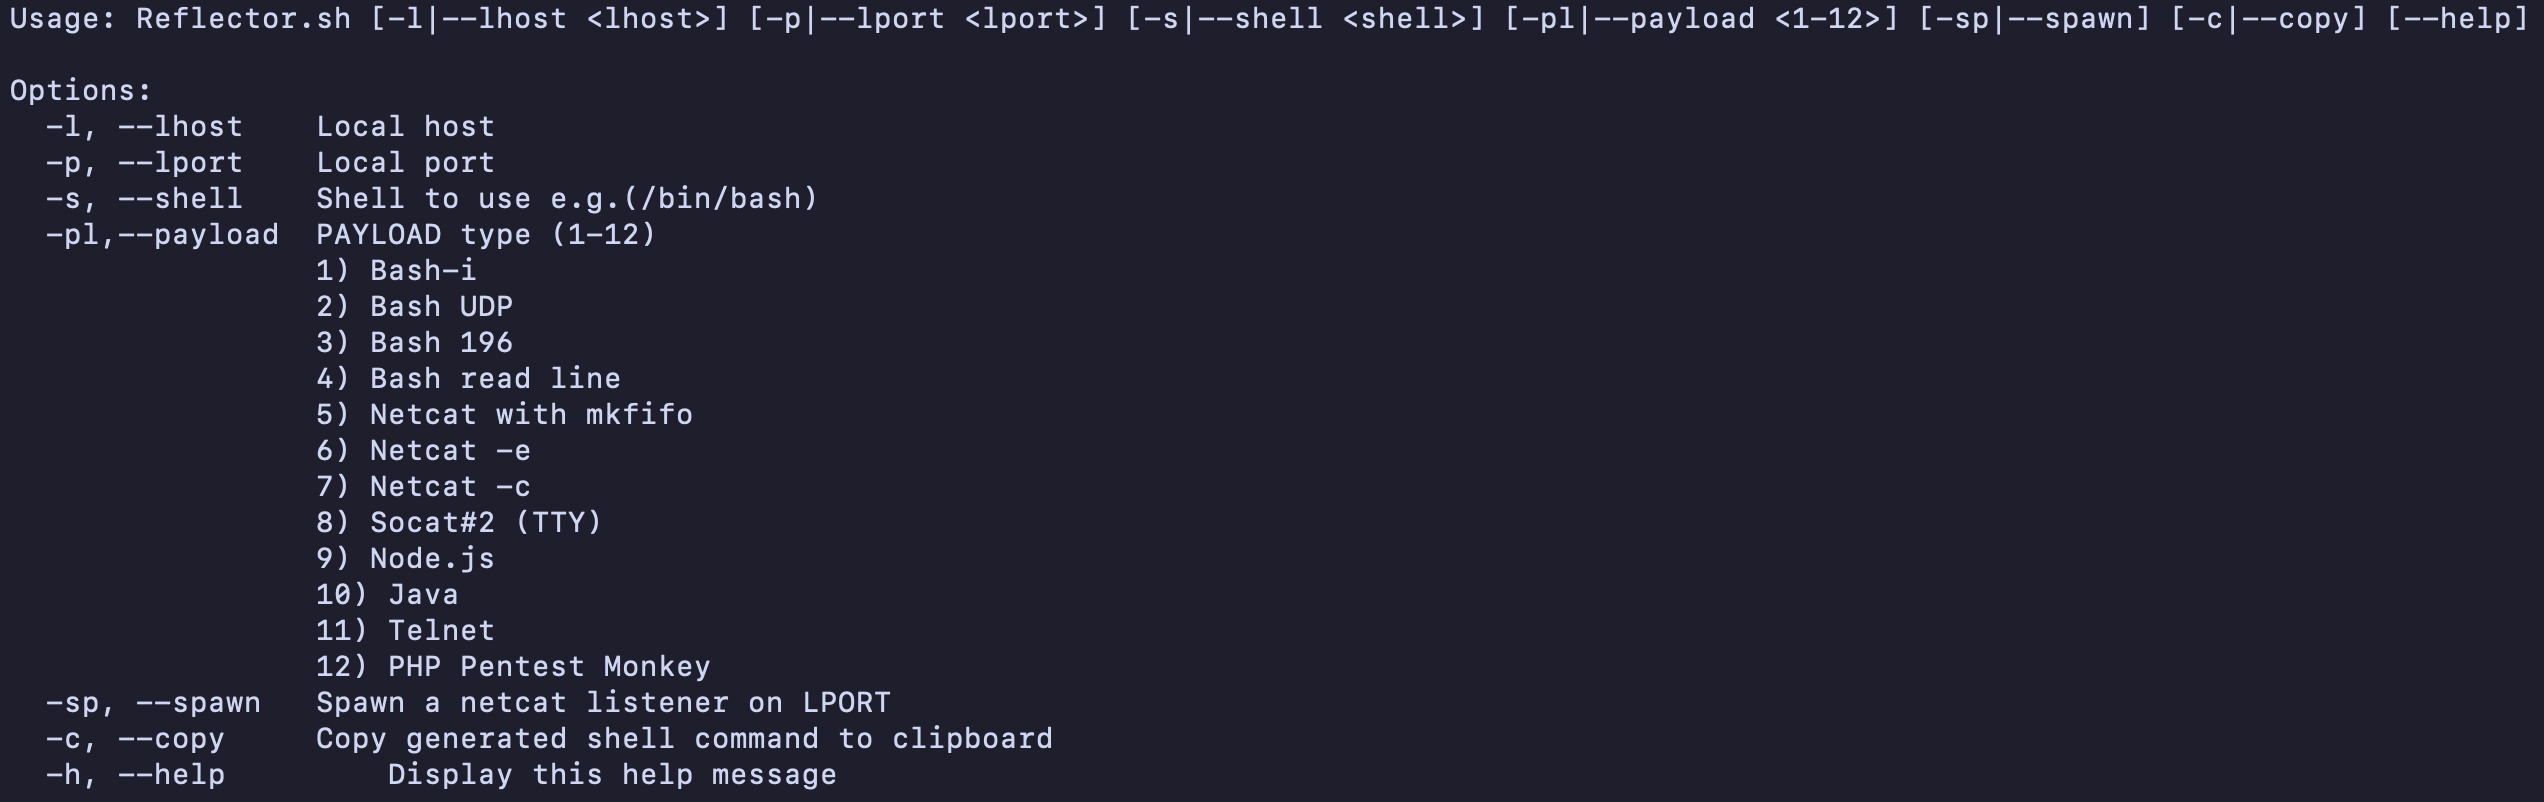 Usage: Reflector.sh [-l|--lhost <lhost>] [-p|--lport <lport>] [-s|--shell <shell>] [-pl|--payload <1-12>] [-sp|--spawn] [-c|--copy] [--help]

Options:
  -l, --lhost    Local host
  -p, --lport    Local port
  -s, --shell    Shell to use e.g.(/bin/bash)
  -pl,--payload  PAYLOAD type (1-12)
                 1) Bash-i
                 2) Bash UDP
                 3) Bash 196
                 4) Bash read line
                 5) Netcat with mkfifo
                 6) Netcat -e
                 7) Netcat -c
                 8) Socat#2 (TTY)
                 9) Node.js
                 10) Java
                 11) Telnet
                 12) PHP Pentest Monkey
  -sp, --spawn   Spawn a netcat listener on LPORT
  -c, --copy     Copy generated shell command to clipboard
  -h, --help         Display this help message